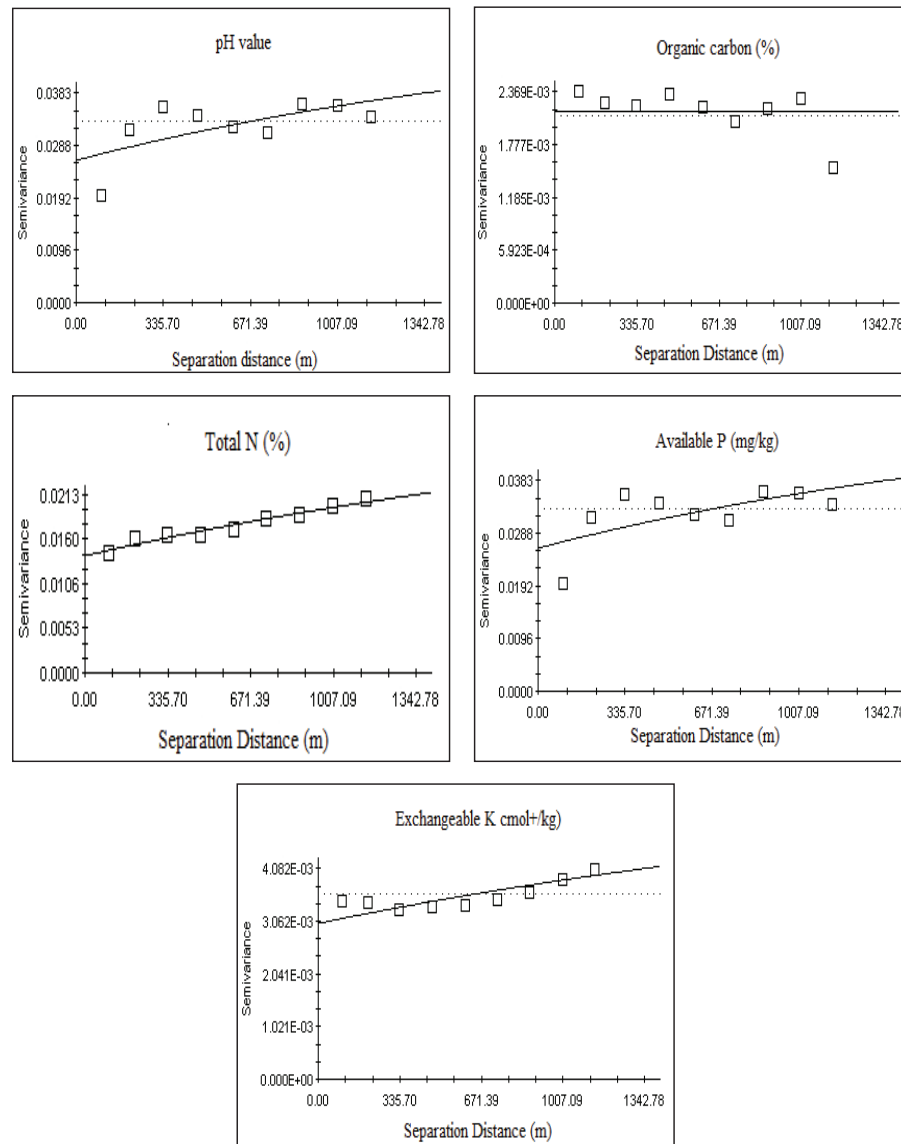 pH value
Semivariance
0.0383
0.0288
0.0192
0.0096
0.0000
0.00 335.70 671.39 1007.09 1342.78
Separation distance (m)
Organic carbon (%)
Semivariance
2.369E-03
1.777E-03
1.185E-03
5.923E-04
0.000E+00
0.00 335.70 671.39 1007.09 1342.78
Separation Distance (m)
Total N (%)
Semivariance
0.0213
0.0160
0.0106
0.0053
0.0000
0.00 335.70 671.39 1007.09 1342.78
Separation Distance (m)
Available P (mg/kg)
Semivariance
0.0383
0.0288
0.0192
0.0096
0.0000
0.00 335.70 671.39 1007.09 1342.78
Separation Distance (m)
Exchangeable K cmol+/kg)
Semivariance
4.082E-03
3.062E-03
2.041E-03
1.021E-03
0.000E+00
0.00 335.70 671.39 1007.09 1342.78
Separation Distance (m)